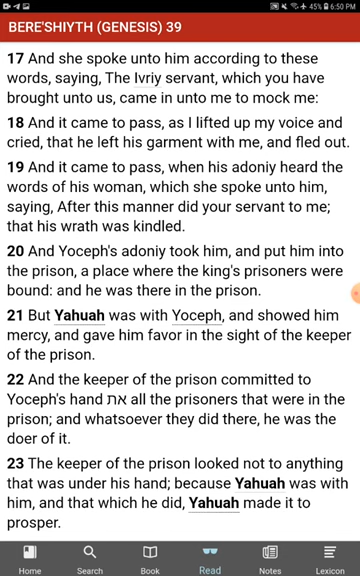 45% 6:50 PM
BERE'SHIYTH (GENESIS) 39
17 And she spoke unto him according to these
words, saying, The Ivriy servant, which you have
brought unto us, came in unto me to mock me:
18 And it came to pass, as I lifted up my voice and
cried, that he left his garment with me, and fled out.
19 And it came to pass, when his adoniy heard the
words of his woman, which she spoke unto him,
saying, After this manner did your servant to me;
that his wrath was kindled.
20 And Yoceph's adoniy took him, and put him into
the prison, a place where the king's prisoners were
bound: and he was there in the prison.
21 But Yahuah was with Yoceph, and showed him
mercy, and gave him favor in the sight of the keeper
of the prison.
22 And the keeper of the prison committed to
Yoceph's hand את all the prisoners that were in the
prison; and whatsoever they did there, he was the
doer of it.
23 The keeper of the prison looked not to anything
that was under his hand; because Yahuah was with
him, and that which he did, Yahuah made it to
prosper.
Home Search Book Read Notes Lexicon